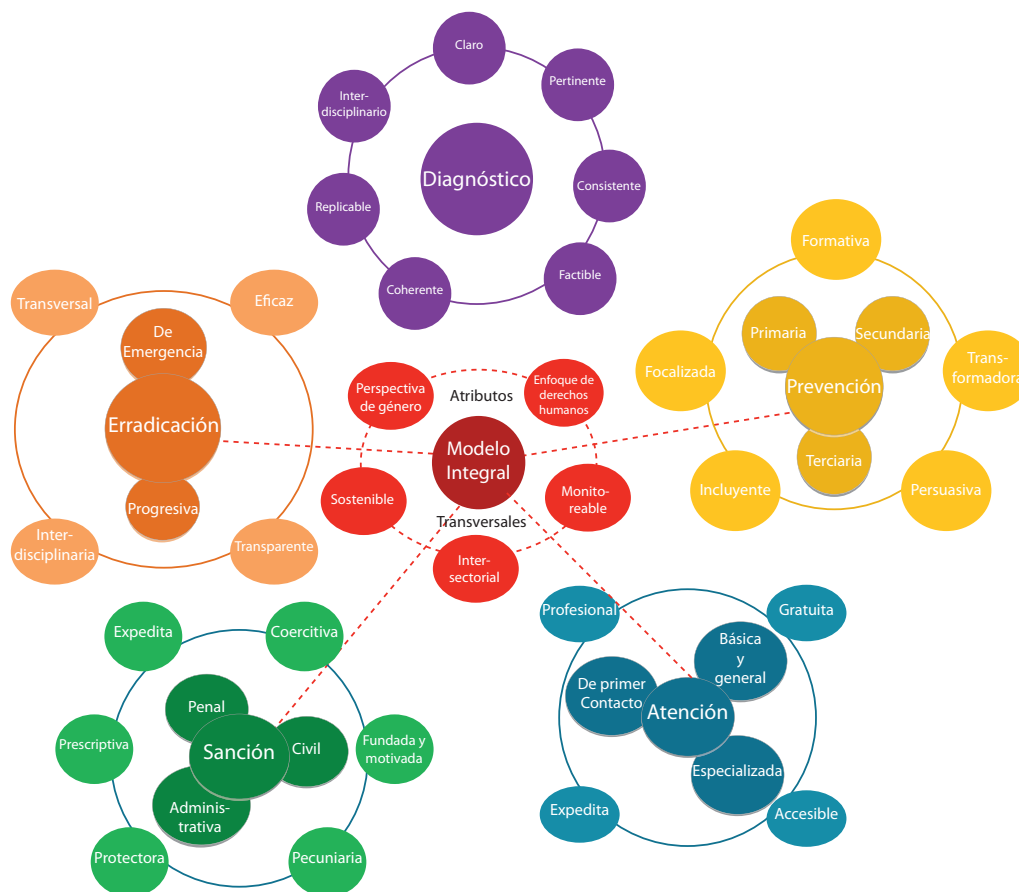 Claro
Pertinente
Inter-
disciplinario
Diagnóstico
Consistente
Replicable
Factible
Coherente
Formativa
Primaria
Secundaria
Focalizada
Prevención
Trans-
formadora
Terciaria
Incluyente
Persuasiva
Transversal
Eficaz
De
Emergencia
Erradicación
Progresiva
Inter-
disciplinaria
Transparente
Perspectiva
de género
Atributos
Enfoque de
derechos
humanos
Modelo
Integral
Sostenible
Monito-
reable
Transversales
Inter-
sectorial
Expedita
Coercitiva
Penal
Prescriptiva
Sanción
Civil
Fundada y
motivada
Adminis-
trativa
Protectora
Pecuniaria
Profesional
Gratuita
Básica
y
general
De primer
Contacto
Atención
Especializada
Expedita
Accesible